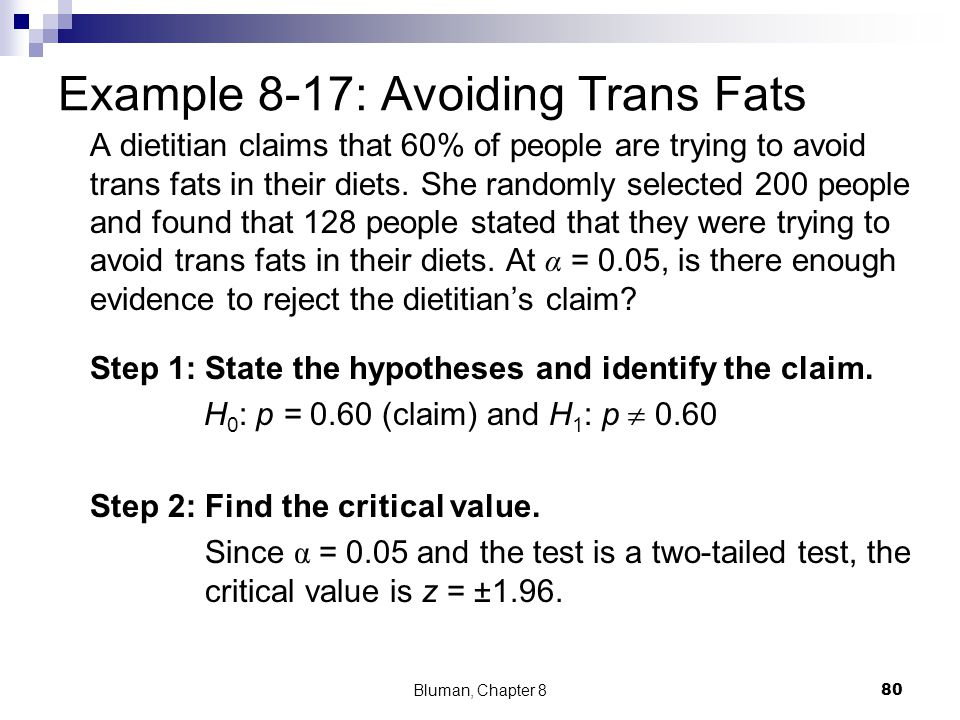 Example 8-17: Avoiding Trans Fats
A dietitian claims that 60% of people are trying to avoid
trans fats in their diets. She randomly selected 200 people
and found that 128 people stated that they were trying to
avoid trans fats in their diets. At α = 0.05, is there enough
evidence to reject the dietitian’s claim?
Step 1: State the hypotheses and identify the claim.
H0: p = 0.60 (claim) and H1: p ≠ 0.60
Step 2: Find the critical value.
Since α = 0.05 and the test is a two-tailed test, the
critical value is z = ±1.96.
Bluman, Chapter 8 80